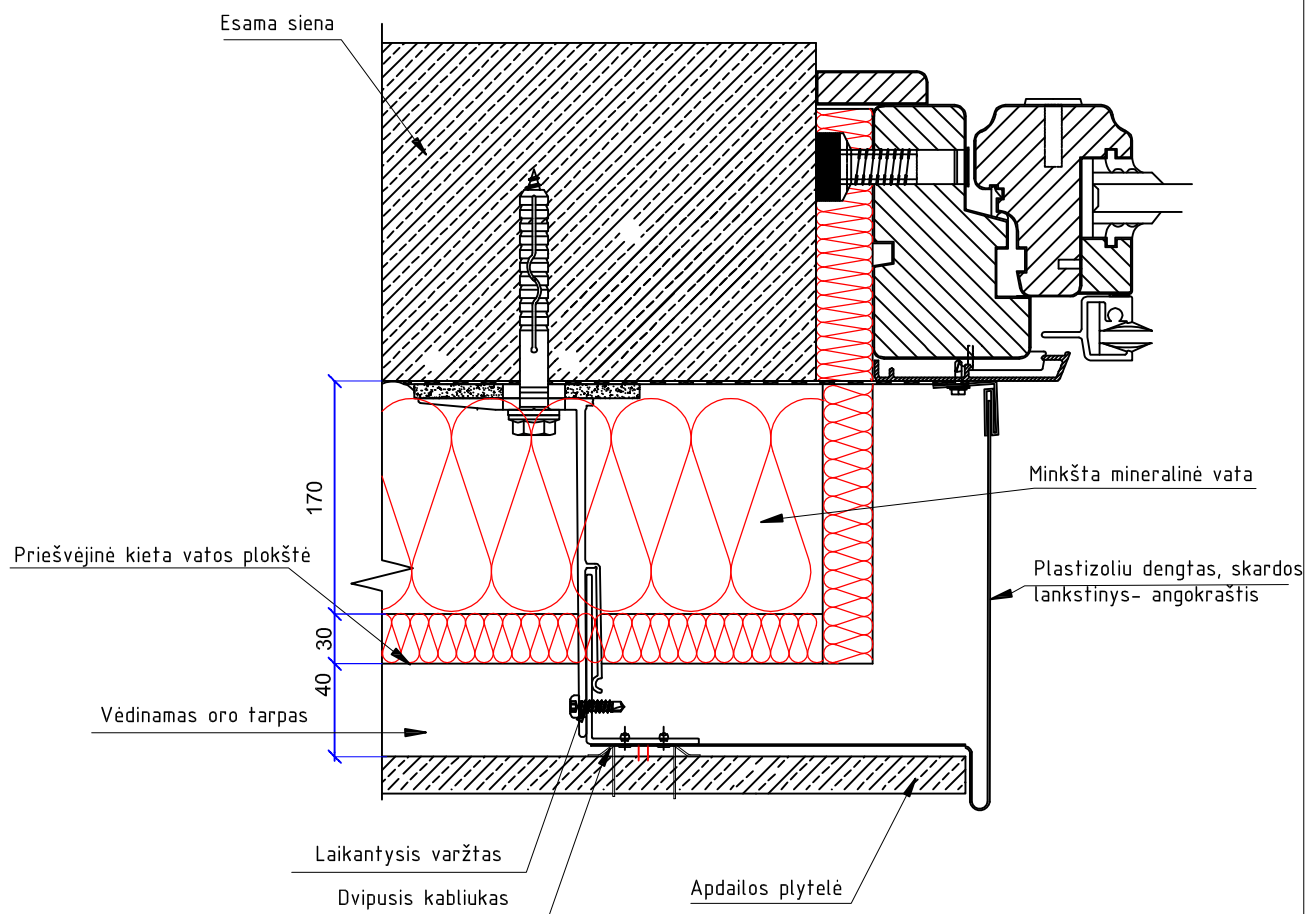 Esama siena
Minkšta mineralinė vata
170
Priešvėjinė kieta vatos plokštė
Plastizoliu dengtas, skardos
lankstinys- angokraštis
30
40
Vėdinamas oro tarpas
Laikantysis varžtas
Dvipusis kabliukas
Apdailos plytelė